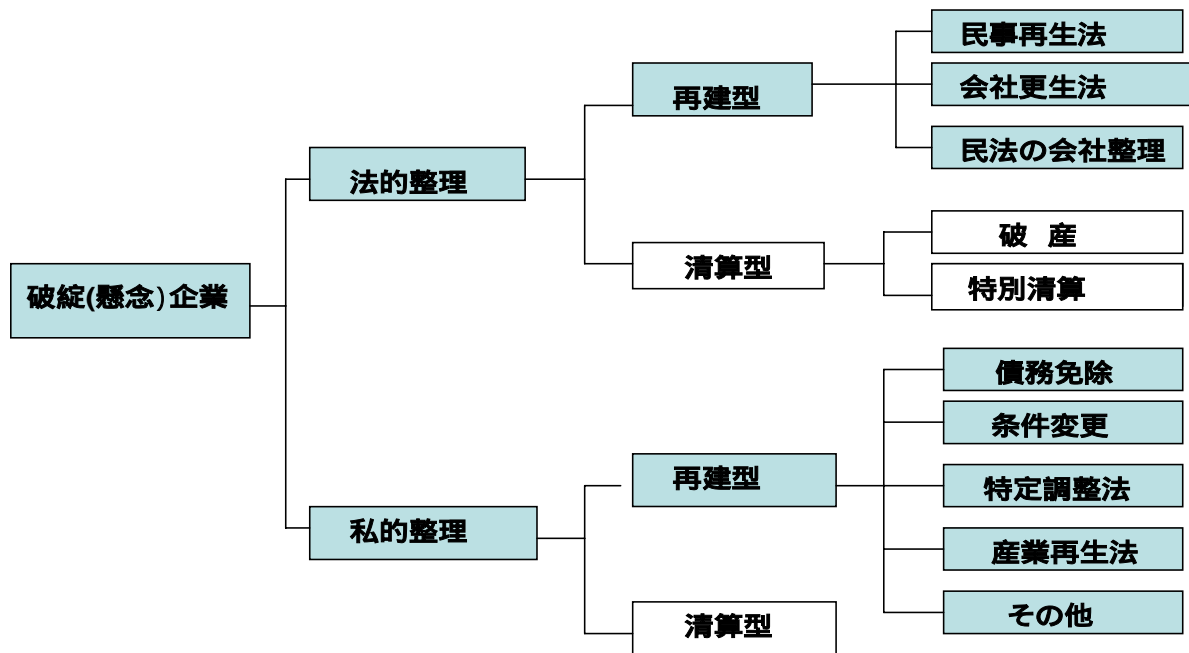 破綻(懸念)企業
法的整理
再建型
民事再生法
会社更生法
民法の会社整理
清算型
破 産
特別清算
私的整理
再建型
債務免除
条件変更
特定調整法
産業再生法
その他
清算型